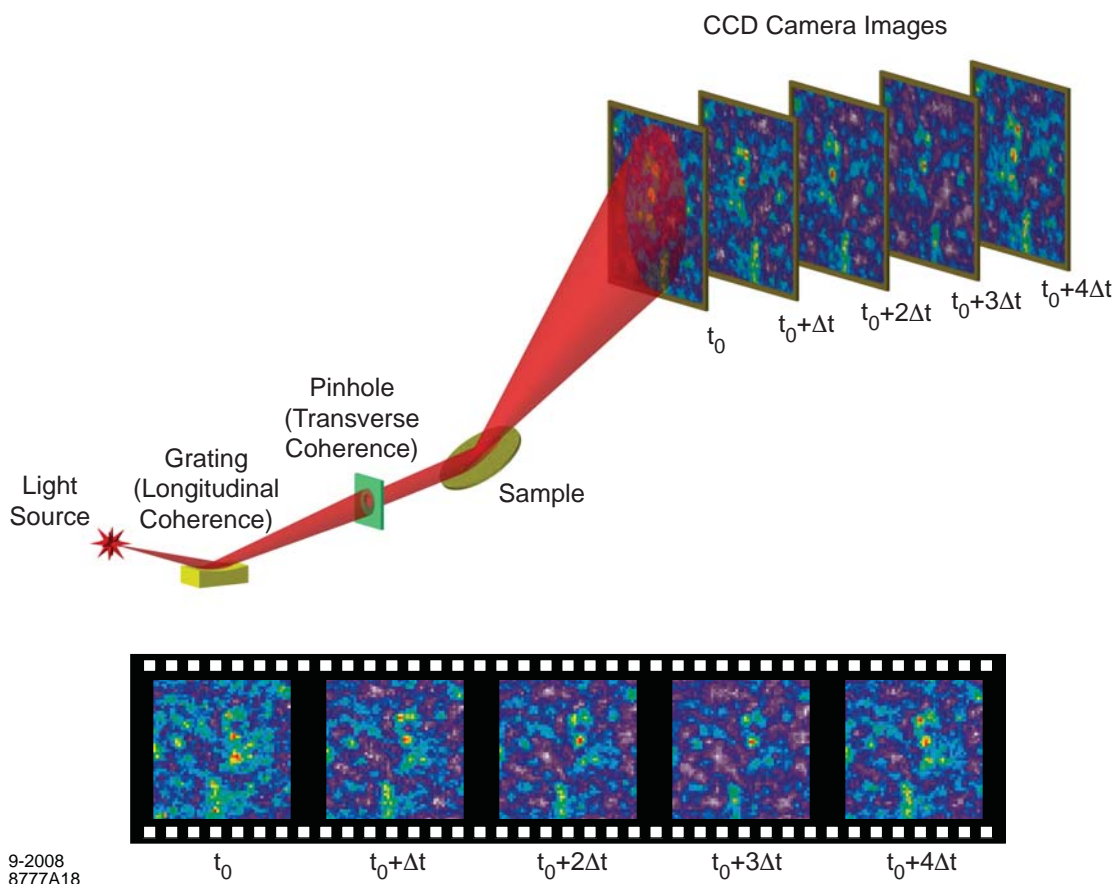 CCD Camera Images
t₀
t₀+Δt
t₀+2Δt
t₀+3Δt
t₀+4Δt
Pinhole
(Transverse
Coherence)
Grating
(Longitudinal
Coherence)
Light
Source
Sample
t₀
t₀+Δt
t₀+2Δt
t₀+3Δt
t₀+4Δt
9-2008
8777A18